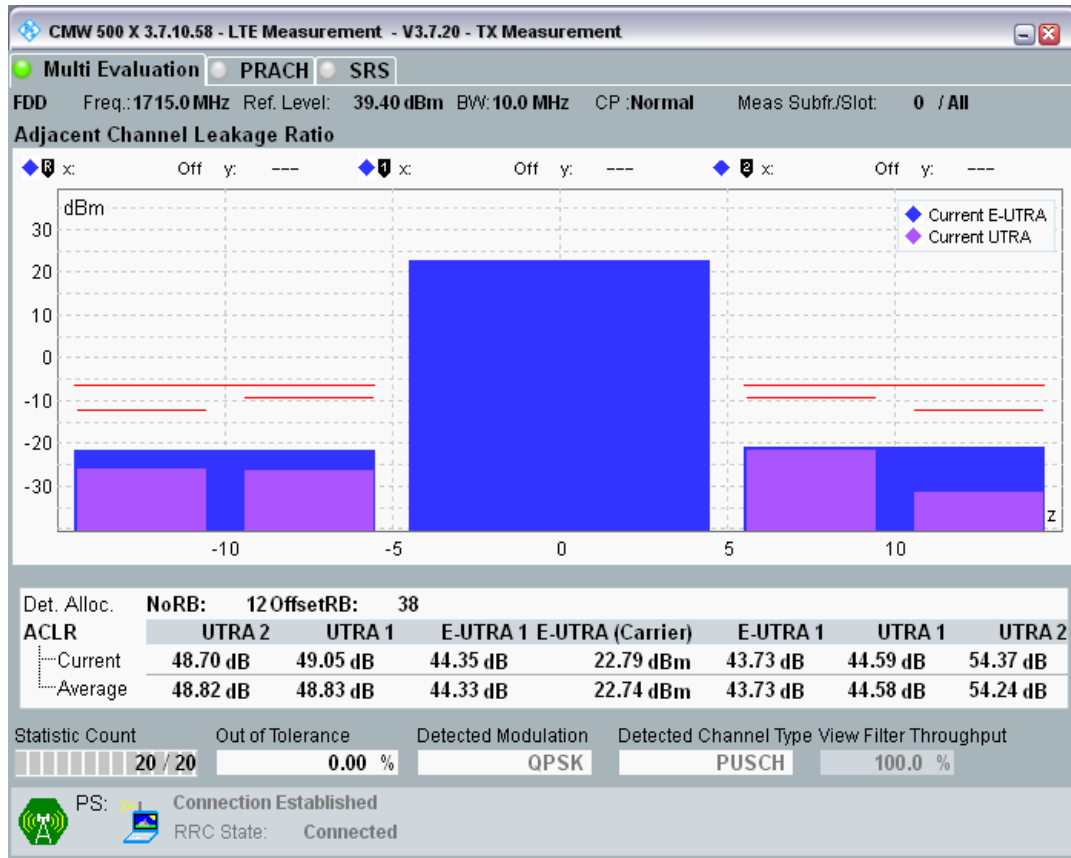 CMW 500 X 3.7.10.58 - LTE Measurement - V3.7.20 - TX Measurement
Multi Evaluation PRACH SRS
FDD Freq.: 1715.0 MHz Ref. Level: 39.40 dBm BW: 10.0 MHz CP : Normal Meas Subfr./Slot: 0 / All
Adjacent Channel Leakage Ratio
R x: Off y: --- 1 x: Off y: --- 2 x: Off y: ---
dBm
Current E-UTRA
Current UTRA
30
20
10
0
-10
-20
-30
z
-10 -5 0 5 10
Det. Alloc. NoRB: 12 OffsetRB: 38
ACLR UTRA 2 UTRA 1 E-UTRA 1 E-UTRA (Carrier) E-UTRA 1 UTRA 1 UTRA 2
Current 48.70 dB 49.05 dB 44.35 dB 22.79 dBm 43.73 dB 44.59 dB 54.37 dB
Average 48.82 dB 48.83 dB 44.33 dB 22.74 dBm 43.73 dB 44.58 dB 54.24 dB
Statistic Count Out of Tolerance Detected Modulation Detected Channel Type View Filter Throughput
20 / 20 0.00 % QPSK PUSCH 100.0 %
PS: Connection Established
RRC State: Connected